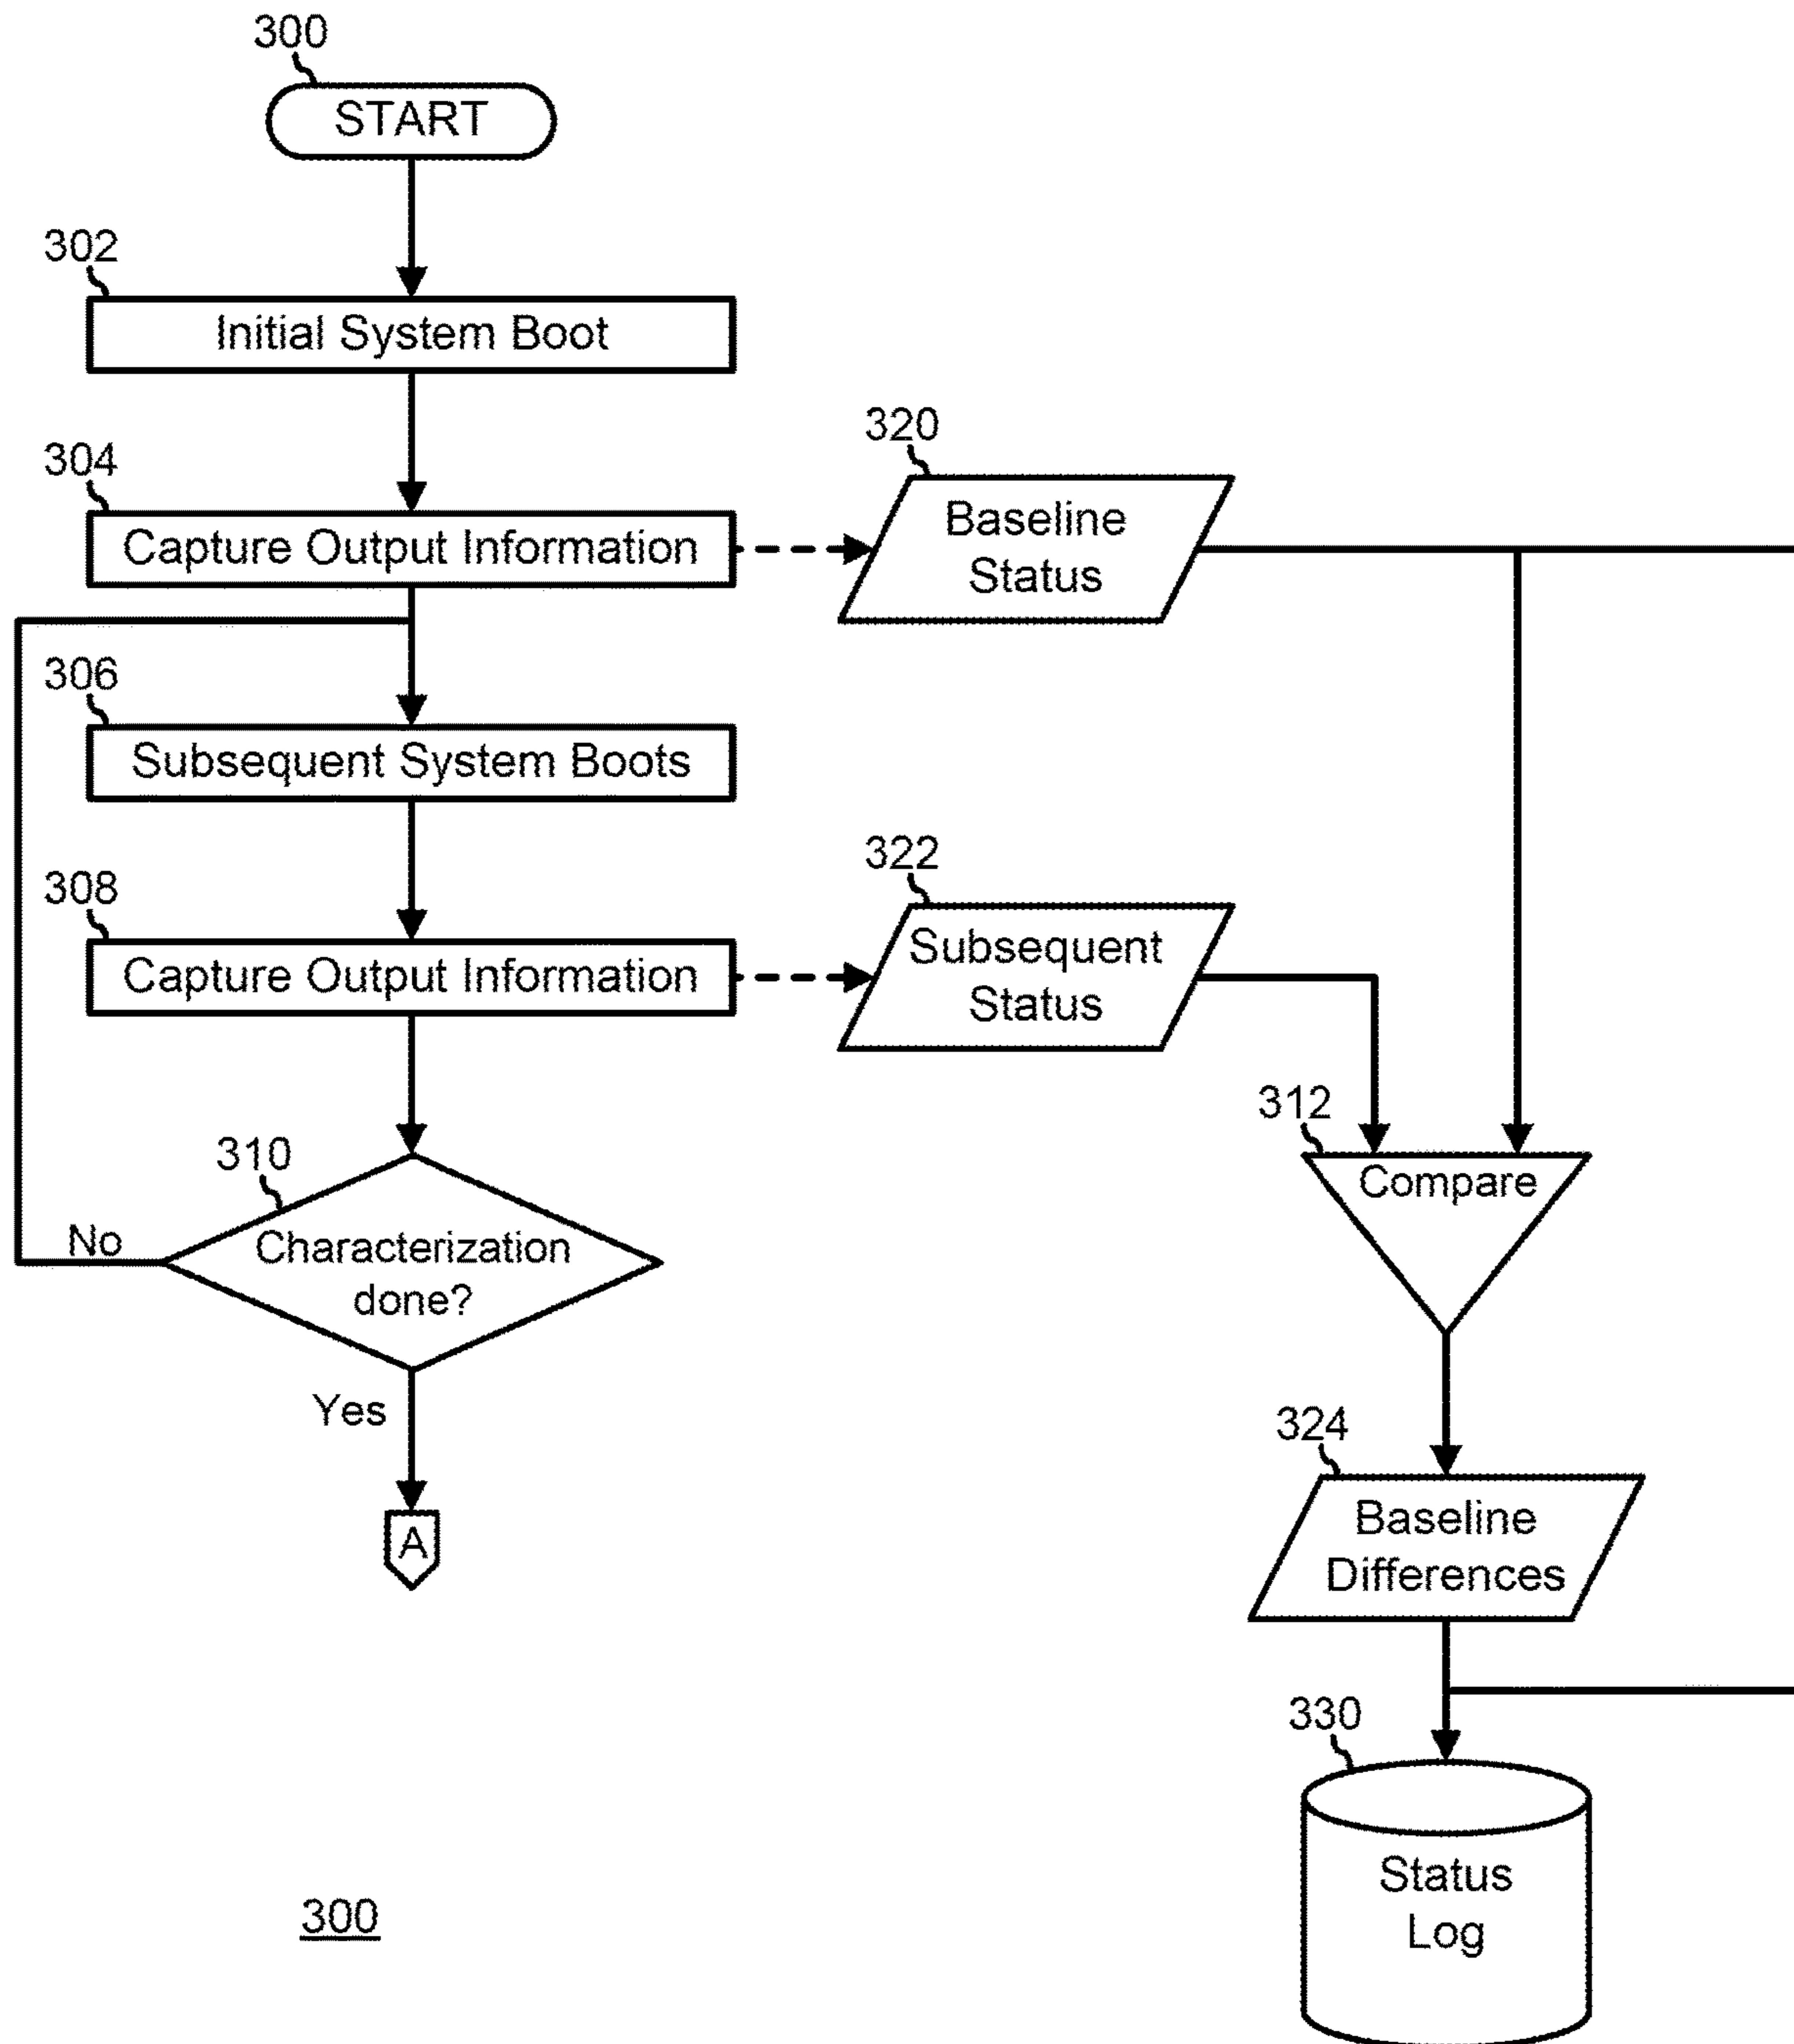 300
START
302
Initial System Boot
304
Capture Output Information
320
Baseline
Status
306
Subsequent System Boots
308
Capture Output Information
322
Subsequent
Status
310
Characterization
done?
No
Yes
A
312
Compare
324
Baseline
Differences
330
Status
Log
300